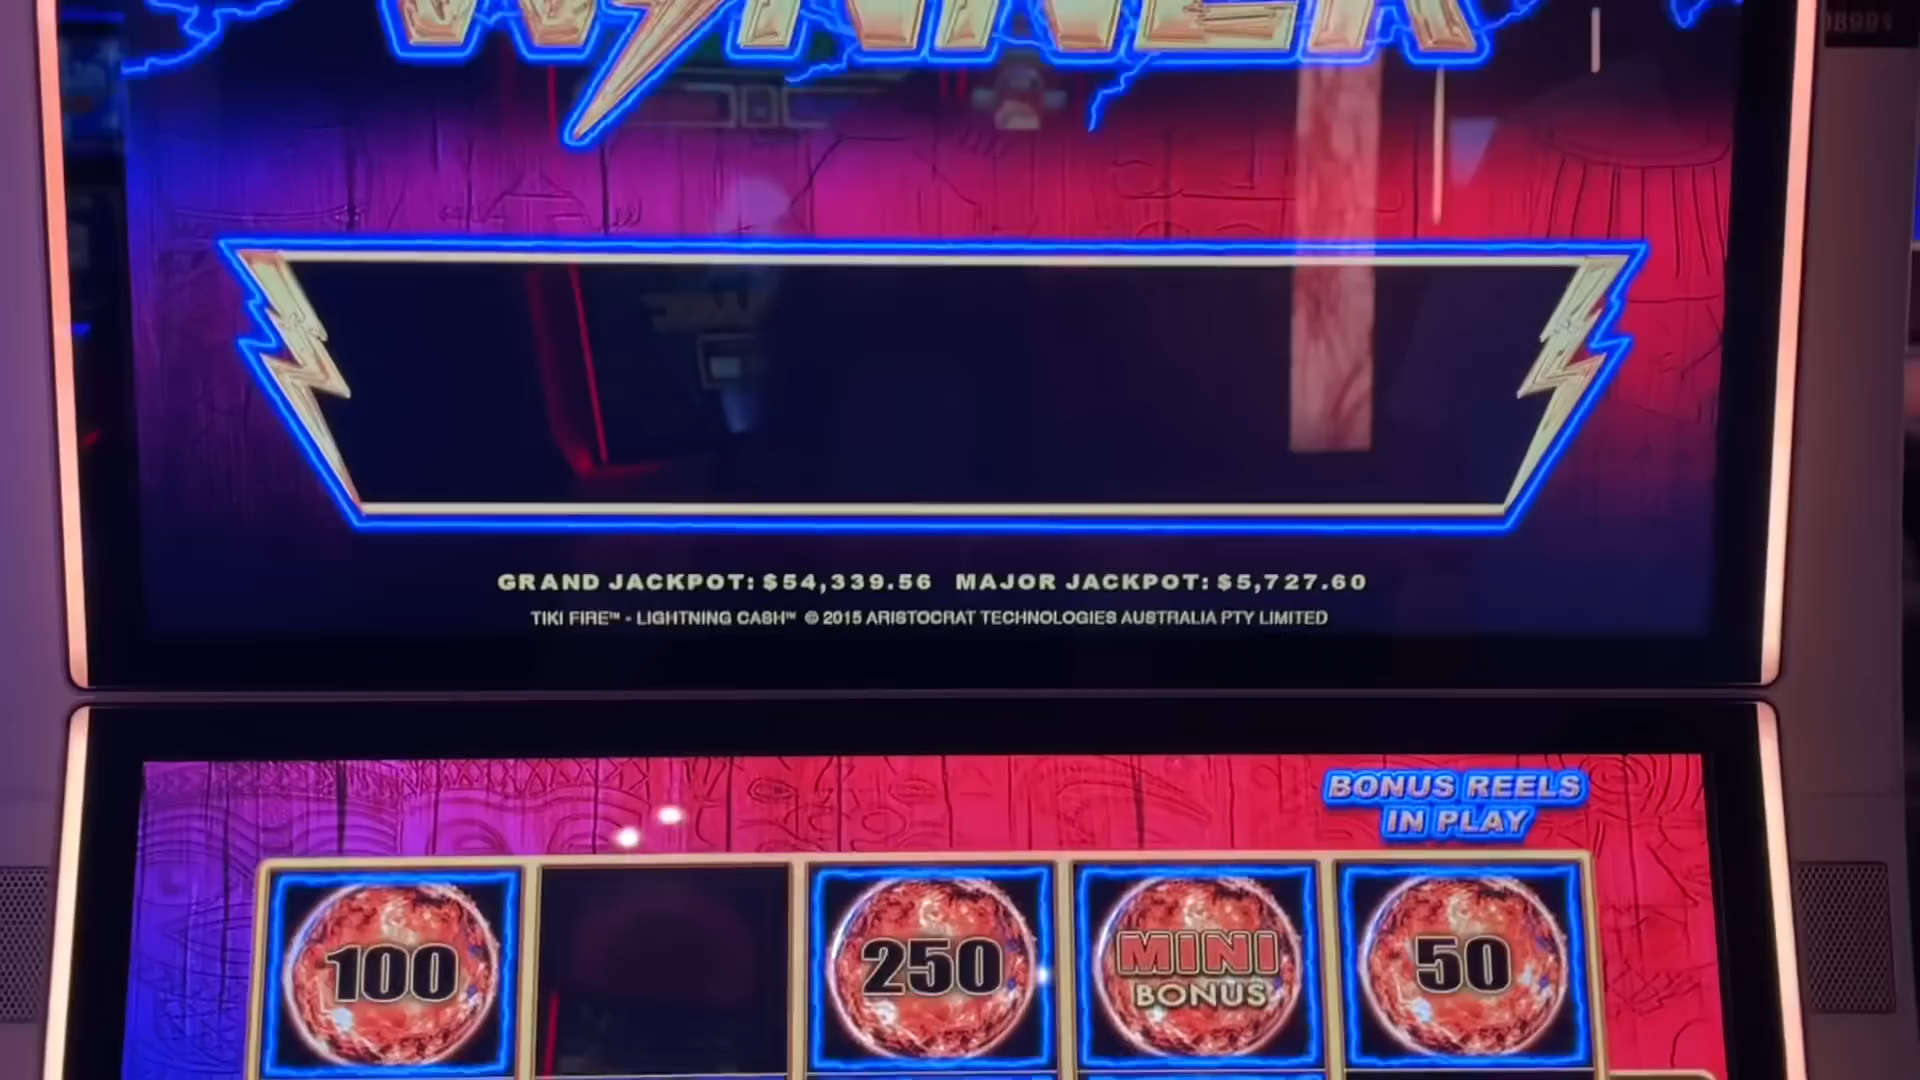 WINNER
GRAND JACKPOT: $54,339.56 MAJOR JACKPOT: $5,727.60
TIKI FIRE™ - LIGHTNING CASH™ © 2015 ARISTOCRAT TECHNOLOGIES AUSTRALIA PTY LIMITED
BONUS REELS
IN PLAY
100
250
MINI
BONUS
50